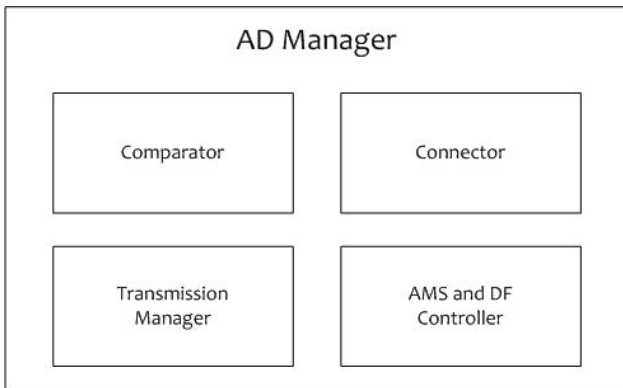 AD Manager
Comparator
Connector
Transmission
Manager
AMS and DF
Controller